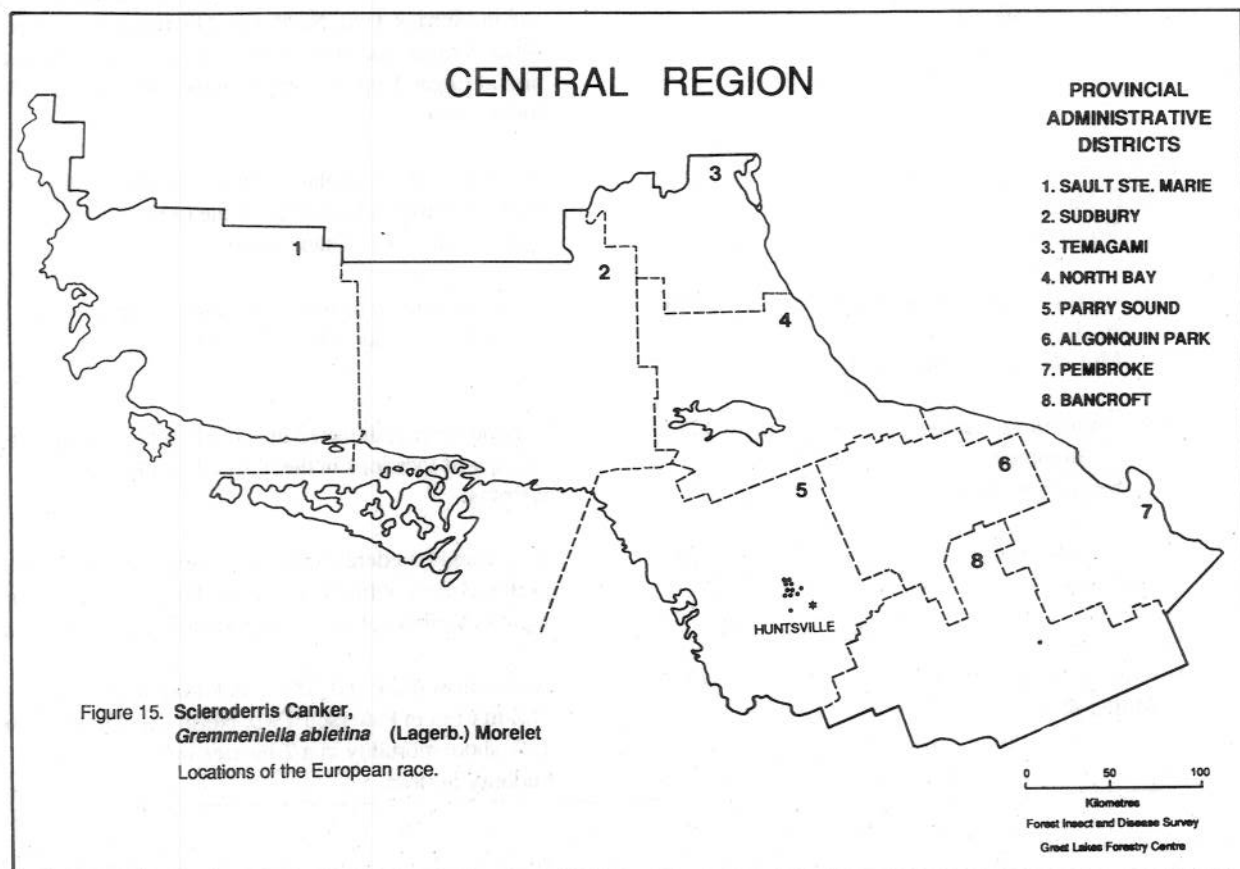 CENTRAL REGION
PROVINCIAL
ADMINISTRATIVE
DISTRICTS
1. SAULT STE. MARIE
2. SUDBURY
3. TEMAGAMI
4. NORTH BAY
5. PARRY SOUND
6. ALGONQUIN PARK
7. PEMBROKE
8. BANCROFT
1
2
3
4
5
6
7
8
HUNTSVILLE
Figure 15. Scleroderris Canker,
Gremmeniella abietina (Lagerb.) Morelet
Locations of the European race.
0 50 100
Kilometres
Forest Insect and Disease Survey
Great Lakes Forestry Centre